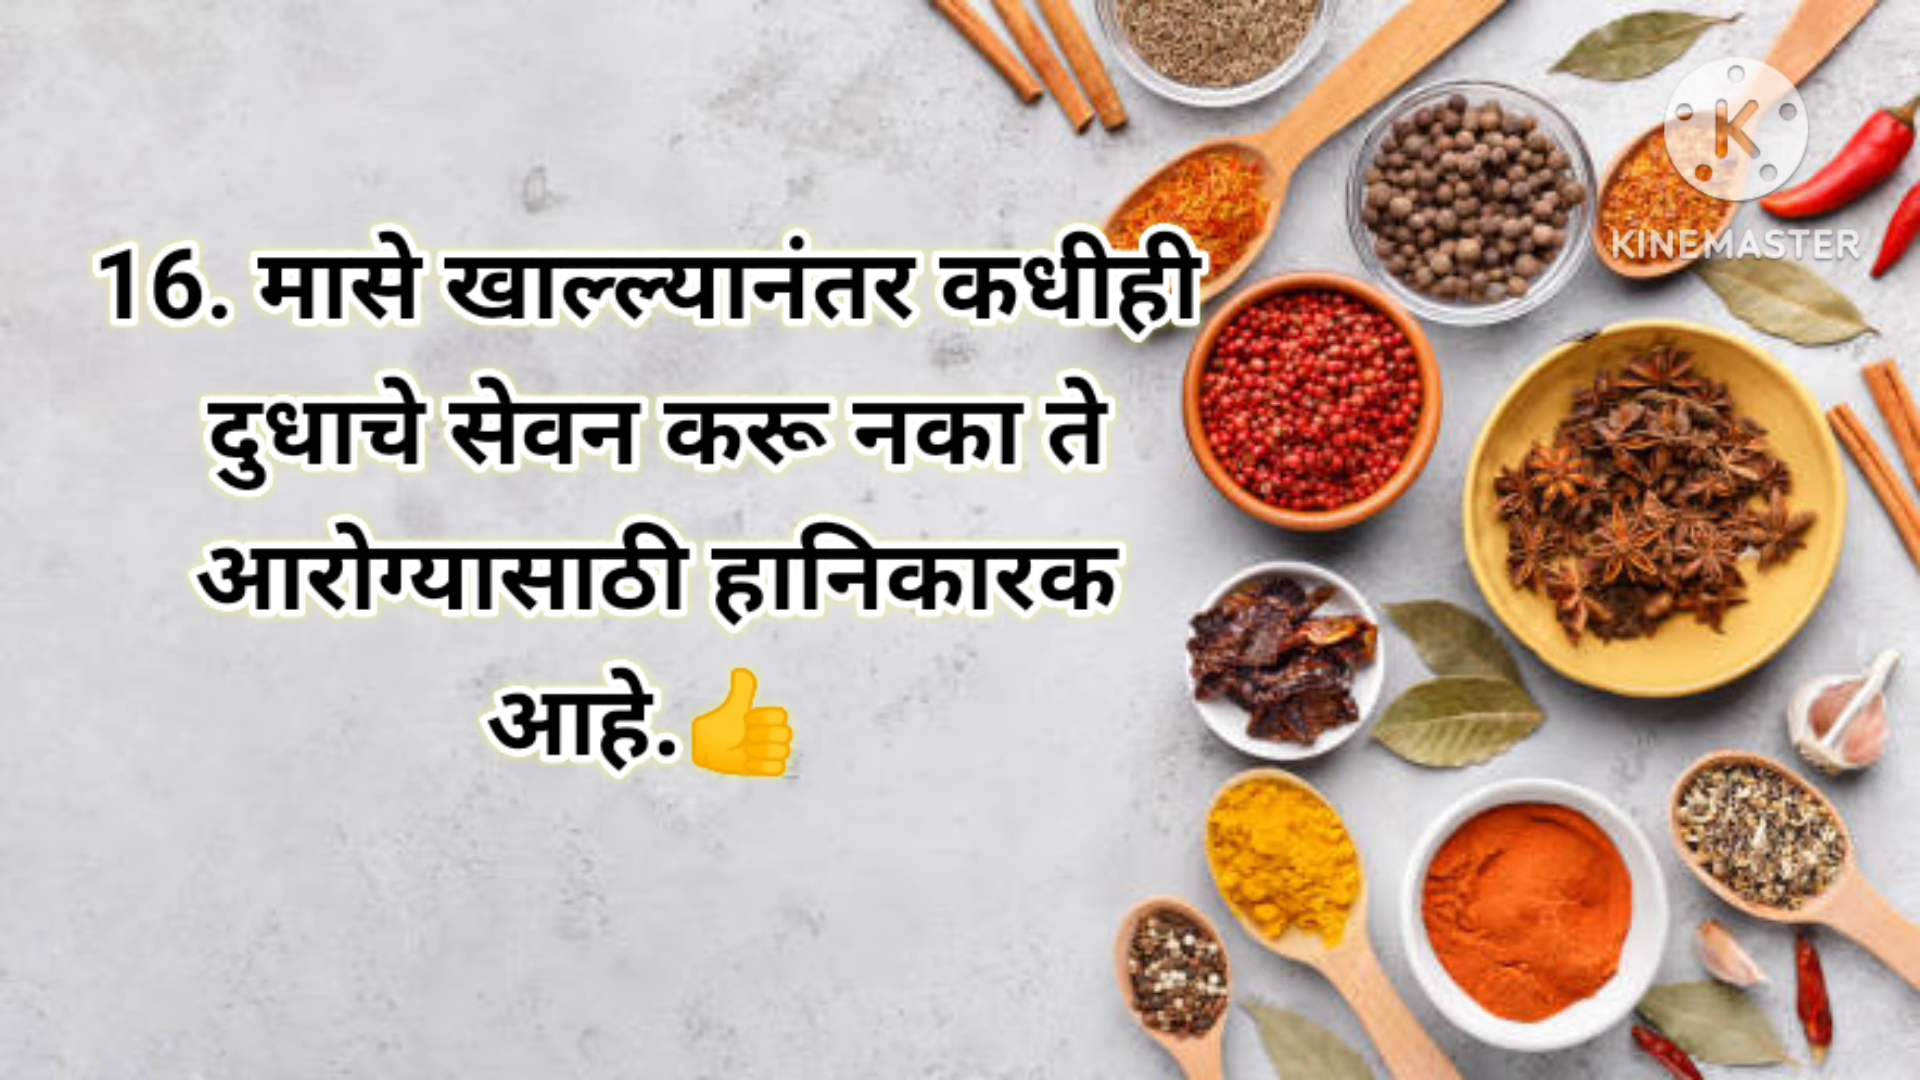 16. मासे खाल्ल्यानंतर कधीही
दुधाचे सेवन करू नका ते
आरोग्यासाठी हानिकारक
आहे.👍
K
KINEMASTER